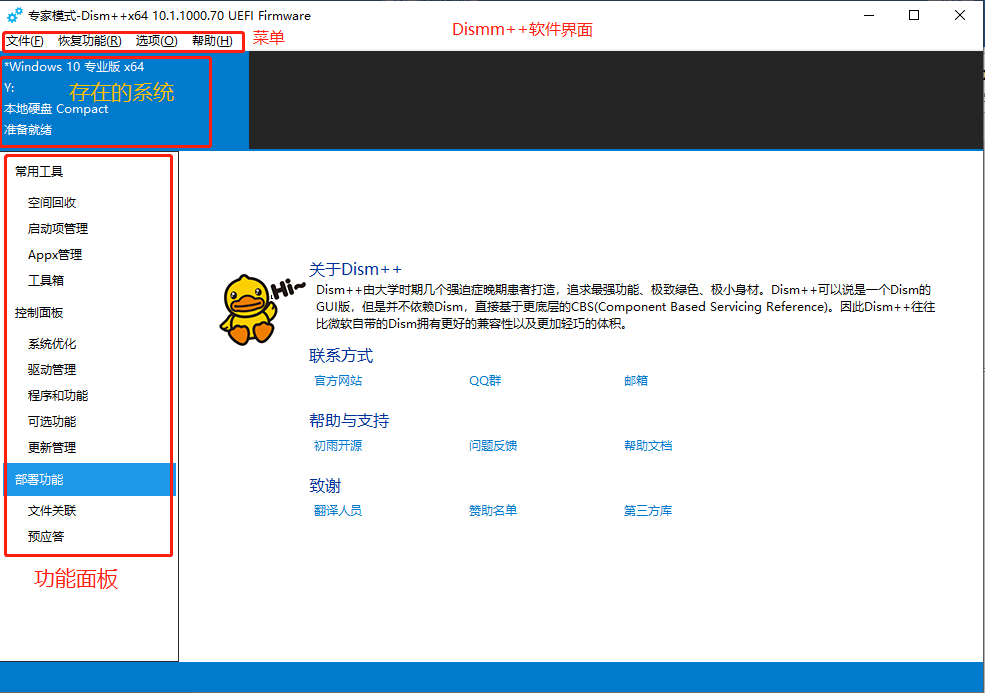 专家模式-Dism++x64 10.1.1000.70 UEFI Firmware
Dismm++软件界面
文件(F) 恢复功能(R) 选项(O) 帮助(H)
菜单
*Windows 10 专业版 x64
Y:
存在的系统
本地硬盘 Compact
准备就绪
常用工具
空间回收
启动项管理
Appx管理
工具箱
控制面板
系统优化
驱动管理
程序和功能
可选功能
更新管理
部署功能
文件关联
预应答
功能面板
Hi~
关于Dism++
Dism++由大学时期几个强迫症晚期患者打造，追求最强功能、极致绿色、极小身材。Dism++可以说是一个Dism的
GUI版，但是并不依赖Dism，直接基于更底层的CBS(Component Based Servicing Reference)。因此Dism++往往
比微软自带的Dism拥有更好的兼容性以及更加轻巧的体积。
联系方式
官方网站 QQ群 邮箱
帮助与支持
初雨开源 问题反馈 帮助文档
致谢
翻译人员 赞助名单 第三方库